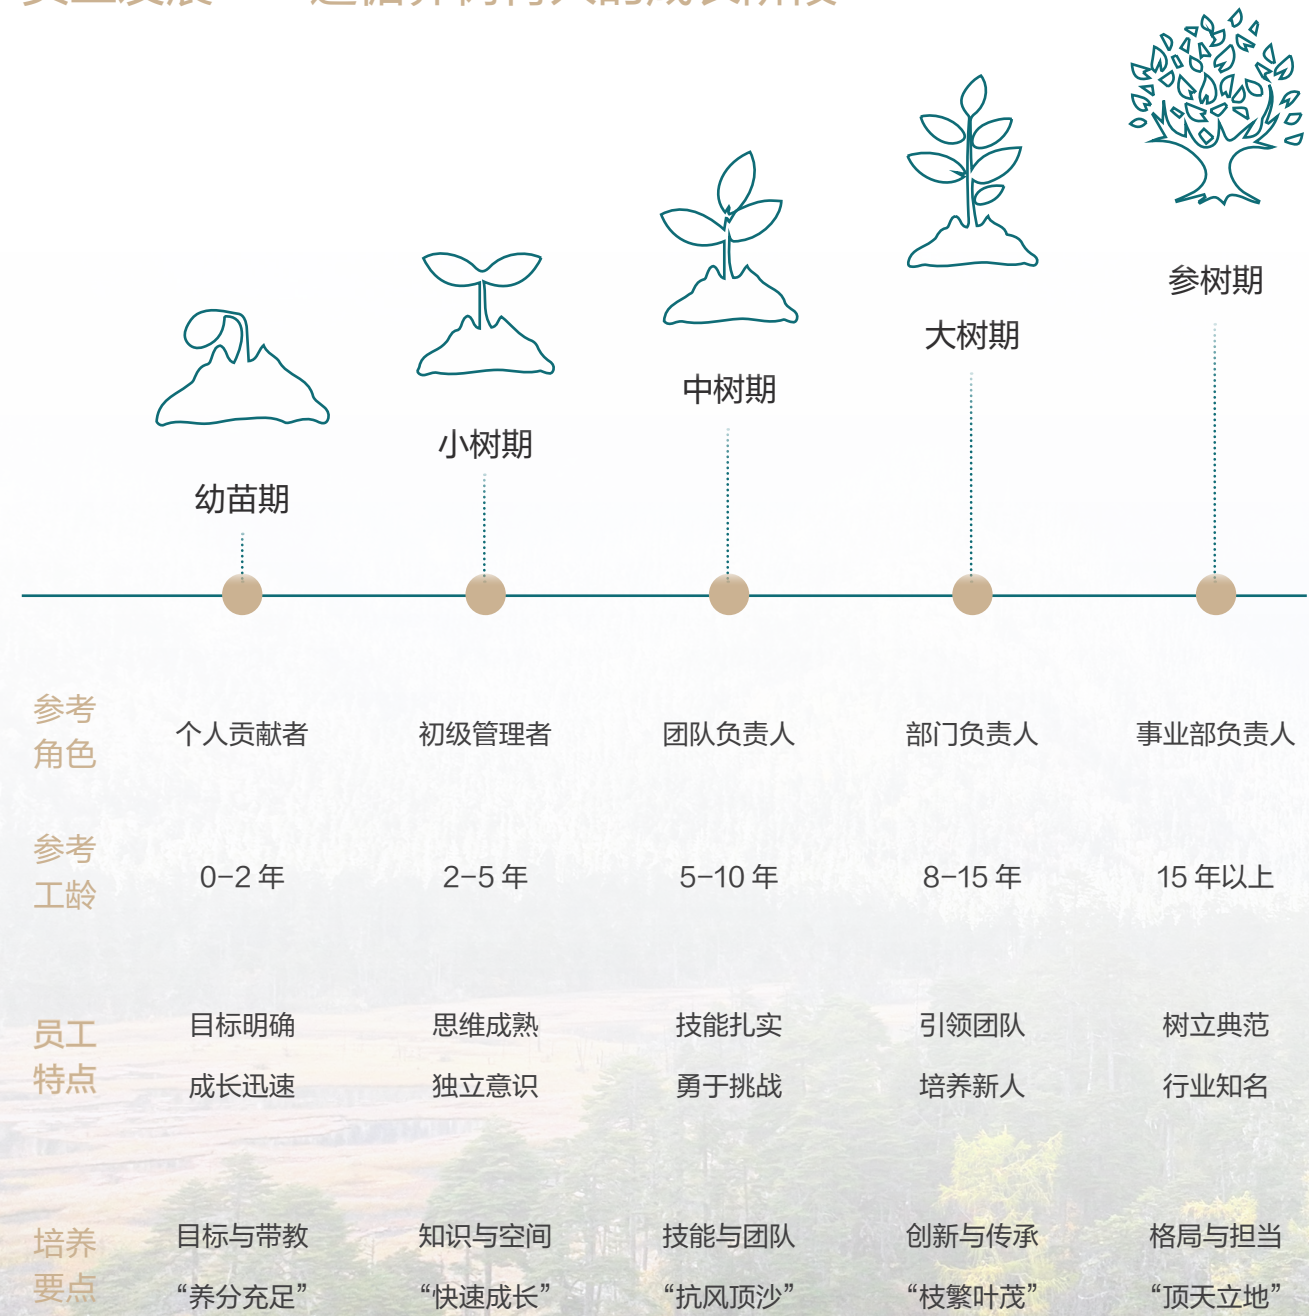 参树期
大树期
中树期
小树期
幼苗期
参考
角色
个人贡献者
初级管理者
团队负责人
部门负责人
事业部负责人
参考
工龄
0-2 年
2-5 年
5-10 年
8-15 年
15 年以上
员工
特点
目标明确
思维成熟
技能扎实
引领团队
树立典范
成长迅速
独立意识
勇于挑战
培养新人
行业知名
培养
要点
目标与带教
知识与空间
技能与团队
创新与传承
格局与担当
“养分充足”
“快速成长”
“抗风顶沙”
“枝繁叶茂”
“顶天立地”